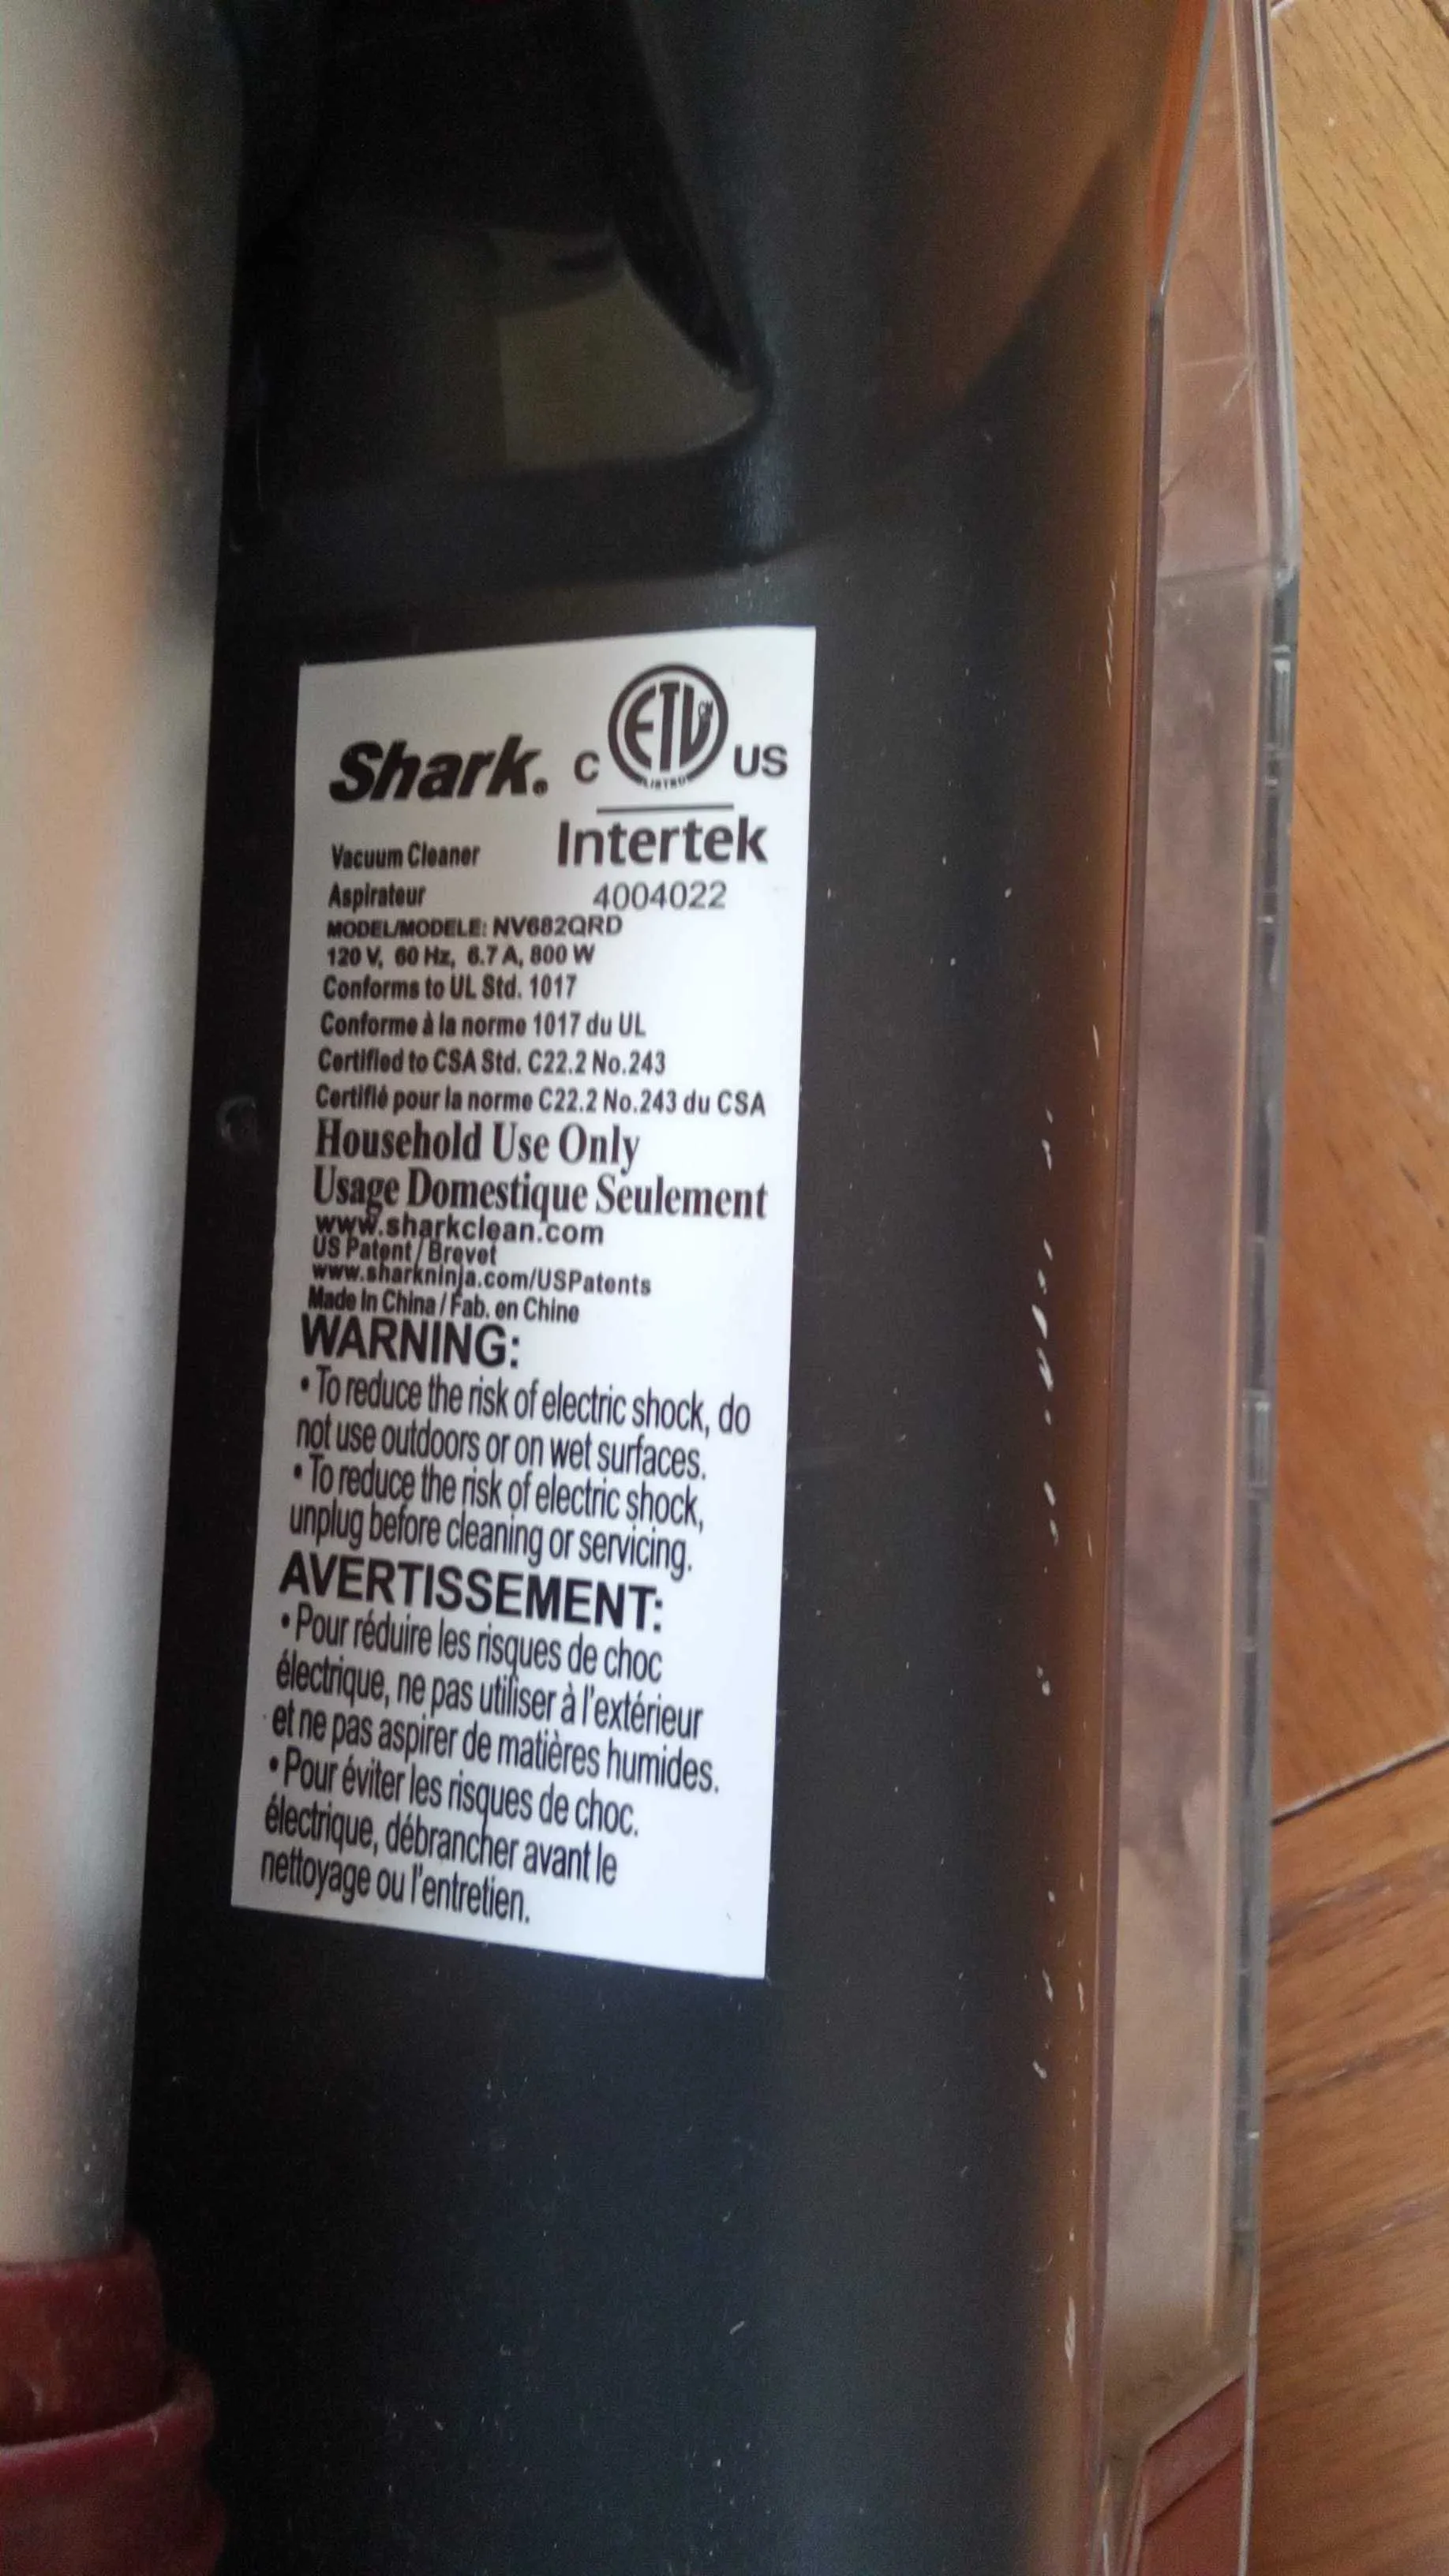 Shark.
C ETL CM LISTED US
Intertek
4004022
Vacuum Cleaner
Aspirateur
MODEL/MODELE: NV682QRD
120 V, 60 Hz, 6.7 A, 800 W
Conforms to UL Std. 1017
Conforme à la norme 1017 du UL
Certified to CSA Std. C22.2 No.243
Certifié pour la norme C22.2 No.243 du CSA
Household Use Only
Usage Domestique Seulement
www.sharkclean.com
US Patent / Brevet
www.sharkninja.com/USPatents
Made In China / Fab. en Chine
WARNING:
• To reduce the risk of electric shock, do
not use outdoors or on wet surfaces.
• To reduce the risk of electric shock,
unplug before cleaning or servicing.
AVERTISSEMENT:
• Pour réduire les risques de choc
électrique, ne pas utiliser à l'extérieur
et ne pas aspirer de matières humides.
• Pour éviter les risques de choc.
électrique, débrancher avant le
nettoyage ou l'entretien.